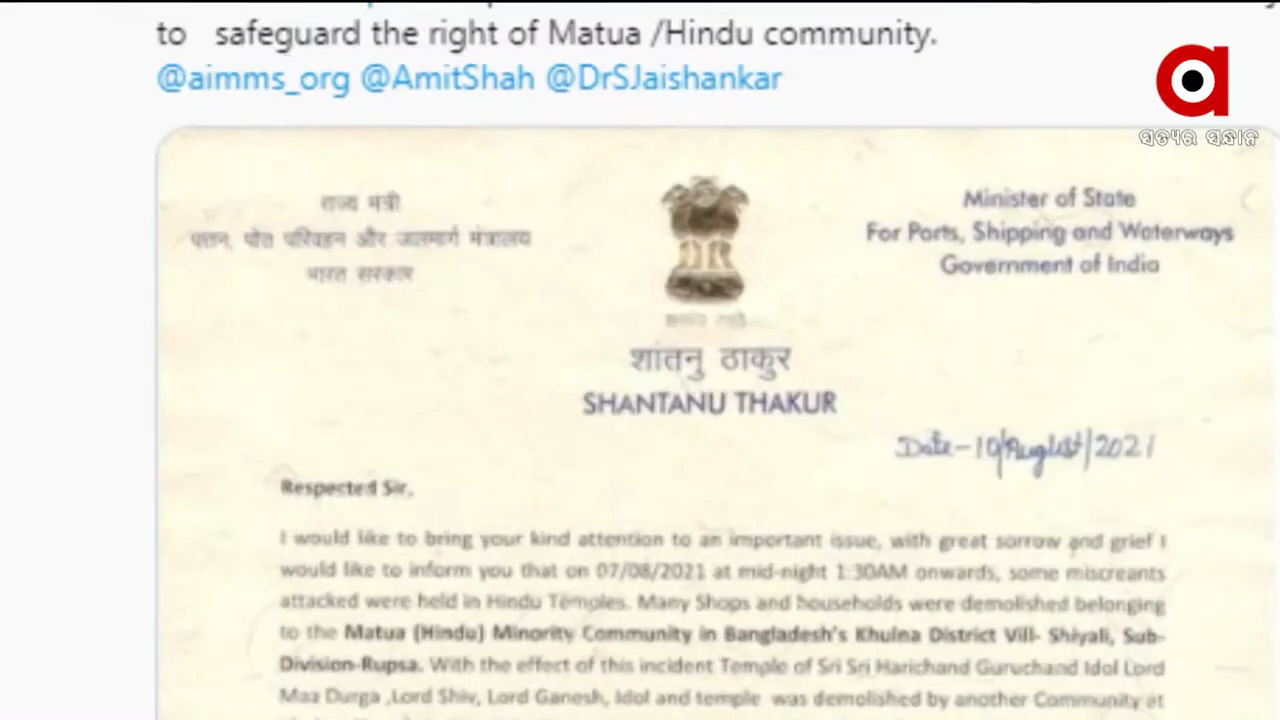 to safeguard the right of Matua /Hindu community.
@aimms_org @AmitShah @DrSJaishankar
ସତ୍ୟର ସନ୍ଧାନ
राज्य मंत्री
पत्तन, पोत परिवहन और जलमार्ग मंत्रालय
भारत सरकार
Minister of State
For Ports, Shipping and Waterways
Government of India
शांतनु ठाकुर
SHANTANU THAKUR
Date-10/August/2021
Respected Sir,
I would like to bring your kind attention to an important issue, with great sorrow and grief I
would like to inform you that on 07/08/2021 at mid-night 1:30AM onwards, some miscreants
attacked were held in Hindu Temples. Many Shops and households were demolished belonging
to the Matua (Hindu) Minority Community in Bangladesh's Khulna District Vill- Shiyali, Sub-
Division-Rupsa. With the effect of this incident Temple of Sri Sri Harichand Guruchand Idol Lord
Maa Durga ,Lord Shiv, Lord Ganesh, Idol and temple was demolished by another Community at